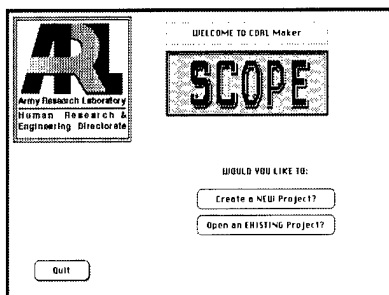 ARL
Army Research Laboratory
Human Research &
Engineering Directorate
WELCOME TO CDRL Maker
SCOPE
WOULD YOU LIKE TO:
Create a NEW Project?
Open an EXISTING Project?
Quit